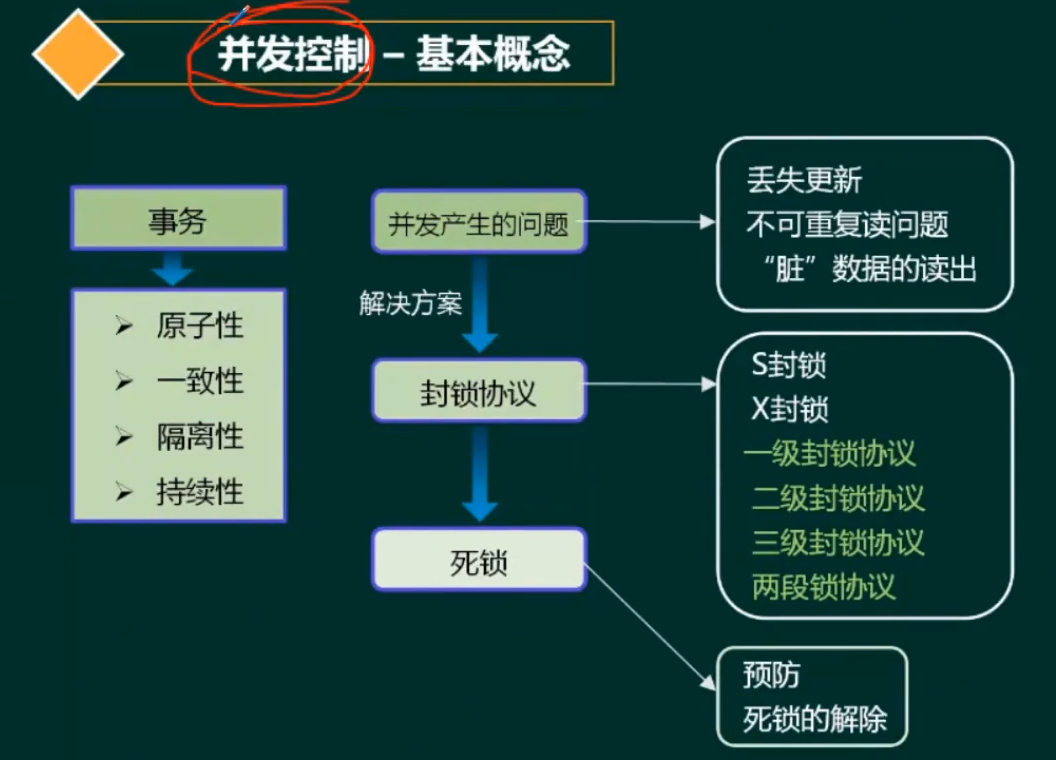 并发控制 – 基本概念
事务
原子性
一致性
隔离性
持续性
并发产生的问题
解决方案
封锁协议
死锁
丢失更新
不可重复读问题
“脏”数据的读出
S封锁
X封锁
一级封锁协议
二级封锁协议
三级封锁协议
两段锁协议
预防
死锁的解除